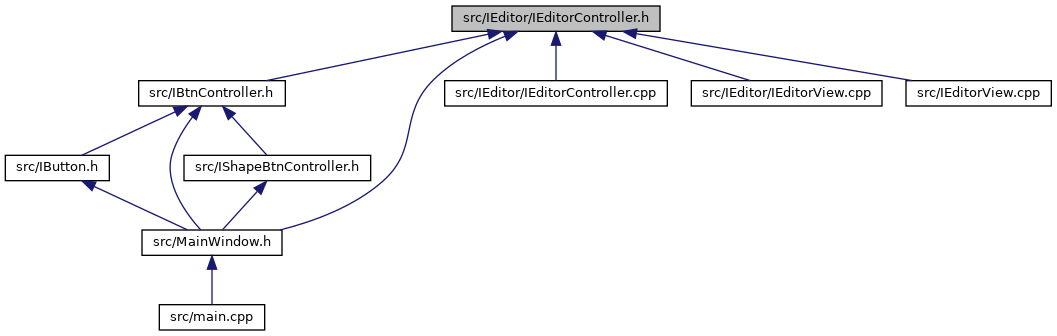 src/IEditor/IEditorController.h
src/IBtnController.h
src/IEditor/IEditorController.cpp
src/IEditor/IEditorView.cpp
src/IEditorView.cpp
src/IButton.h
src/IShapeBtnController.h
src/MainWindow.h
src/main.cpp